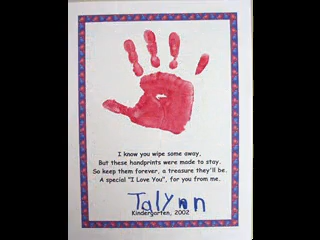 I know you wipe some away,
But these handprints were made to stay.
So keep them forever, a treasure they'll be,
A special "I Love You", for you from me.
Talynn
Kindergarten, 2002